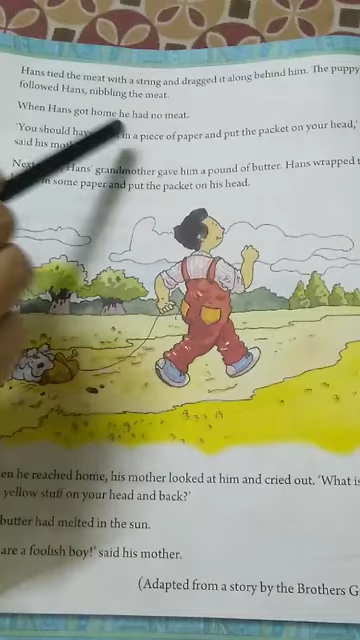 Hans tied the meat with a string and dragged it along behind him. The puppy
followed Hans, nibbling the meat.
When Hans got home he had no meat.
'You should in a piece of paper and put the packet on your head,'
said his
Hans' grandmother gave him a pound of butter. Hans wrapped
some paper and put the packet on his head.
he reached home, his mother looked at him and cried out. 'What is
yellow stuff on your head and back?'
butter had melted in the sun.
are a foolish boy!' said his mother.
(Adapted from a story by the Brothers